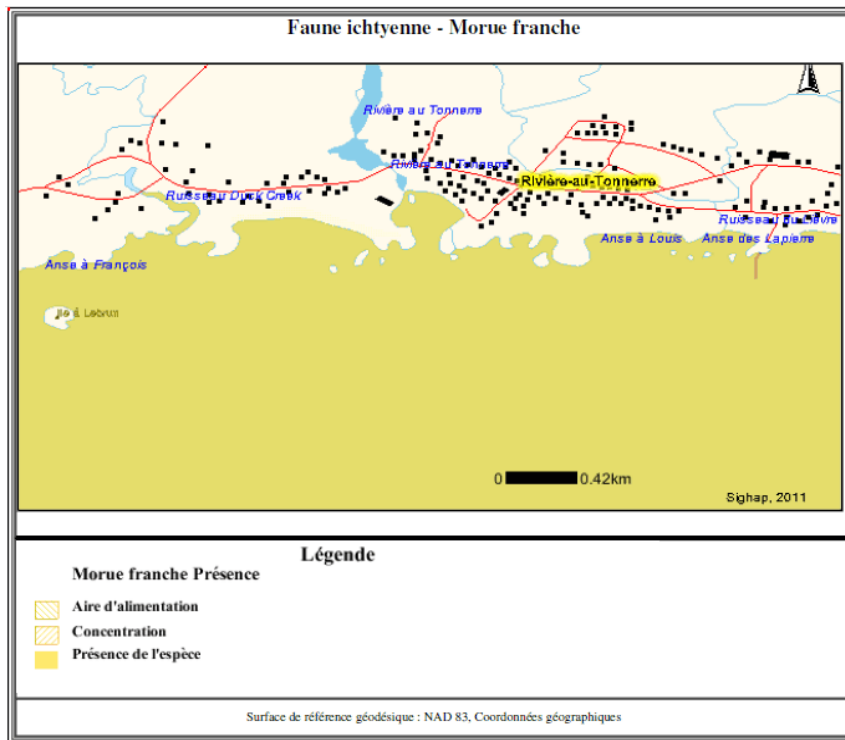 Faune ichtyenne - Morue franche
Rivière au Tonnerre
Rivière au Tonnerre
Rivière-au-Tonnerre
Ruisseau Duck Creek
Ruisseau du Lièvre
Anse à Louis
Anse des Lapierre
Anse à François
Île à Lebrun
0
0.42km
Sighap, 2011
Légende
Morue franche Présence
Aire d'alimentation
Concentration
Présence de l'espèce
Surface de référence géodésique : NAD 83, Coordonnées géographiques